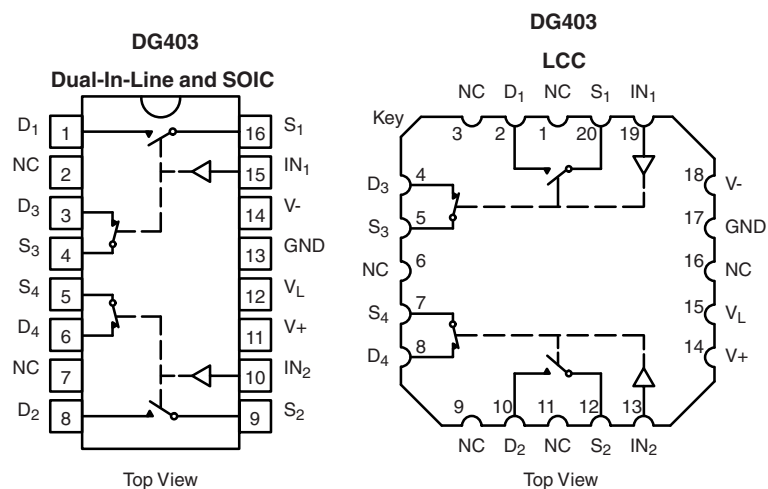 DG403
Dual-In-Line and SOIC
D1 1 16 S1
NC 2 15 IN1
D3 3 14 V-
S3 4 13 GND
S4 5 12 VL
D4 6 11 V+
NC 7 10 IN2
D2 8 9 S2
Top View
DG403
LCC
NC D1 NC S1 IN1
Key 3 2 1 20 19
D3 4 18 V-
S3 5 17 GND
NC 6 16 NC
S4 7 15 VL
D4 8 14 V+
9 10 11 12 13
NC D2 NC S2 IN2
Top View